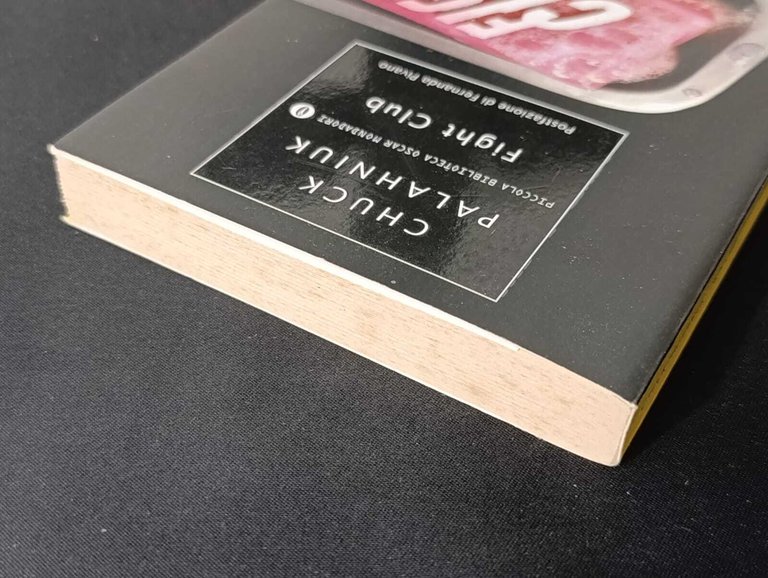 CHUCK
PALAHNIUK
PICCOLA BIBLIOTECA OSCAR MONDADORI
Fight Club
Postfazione di Fernanda Pivano